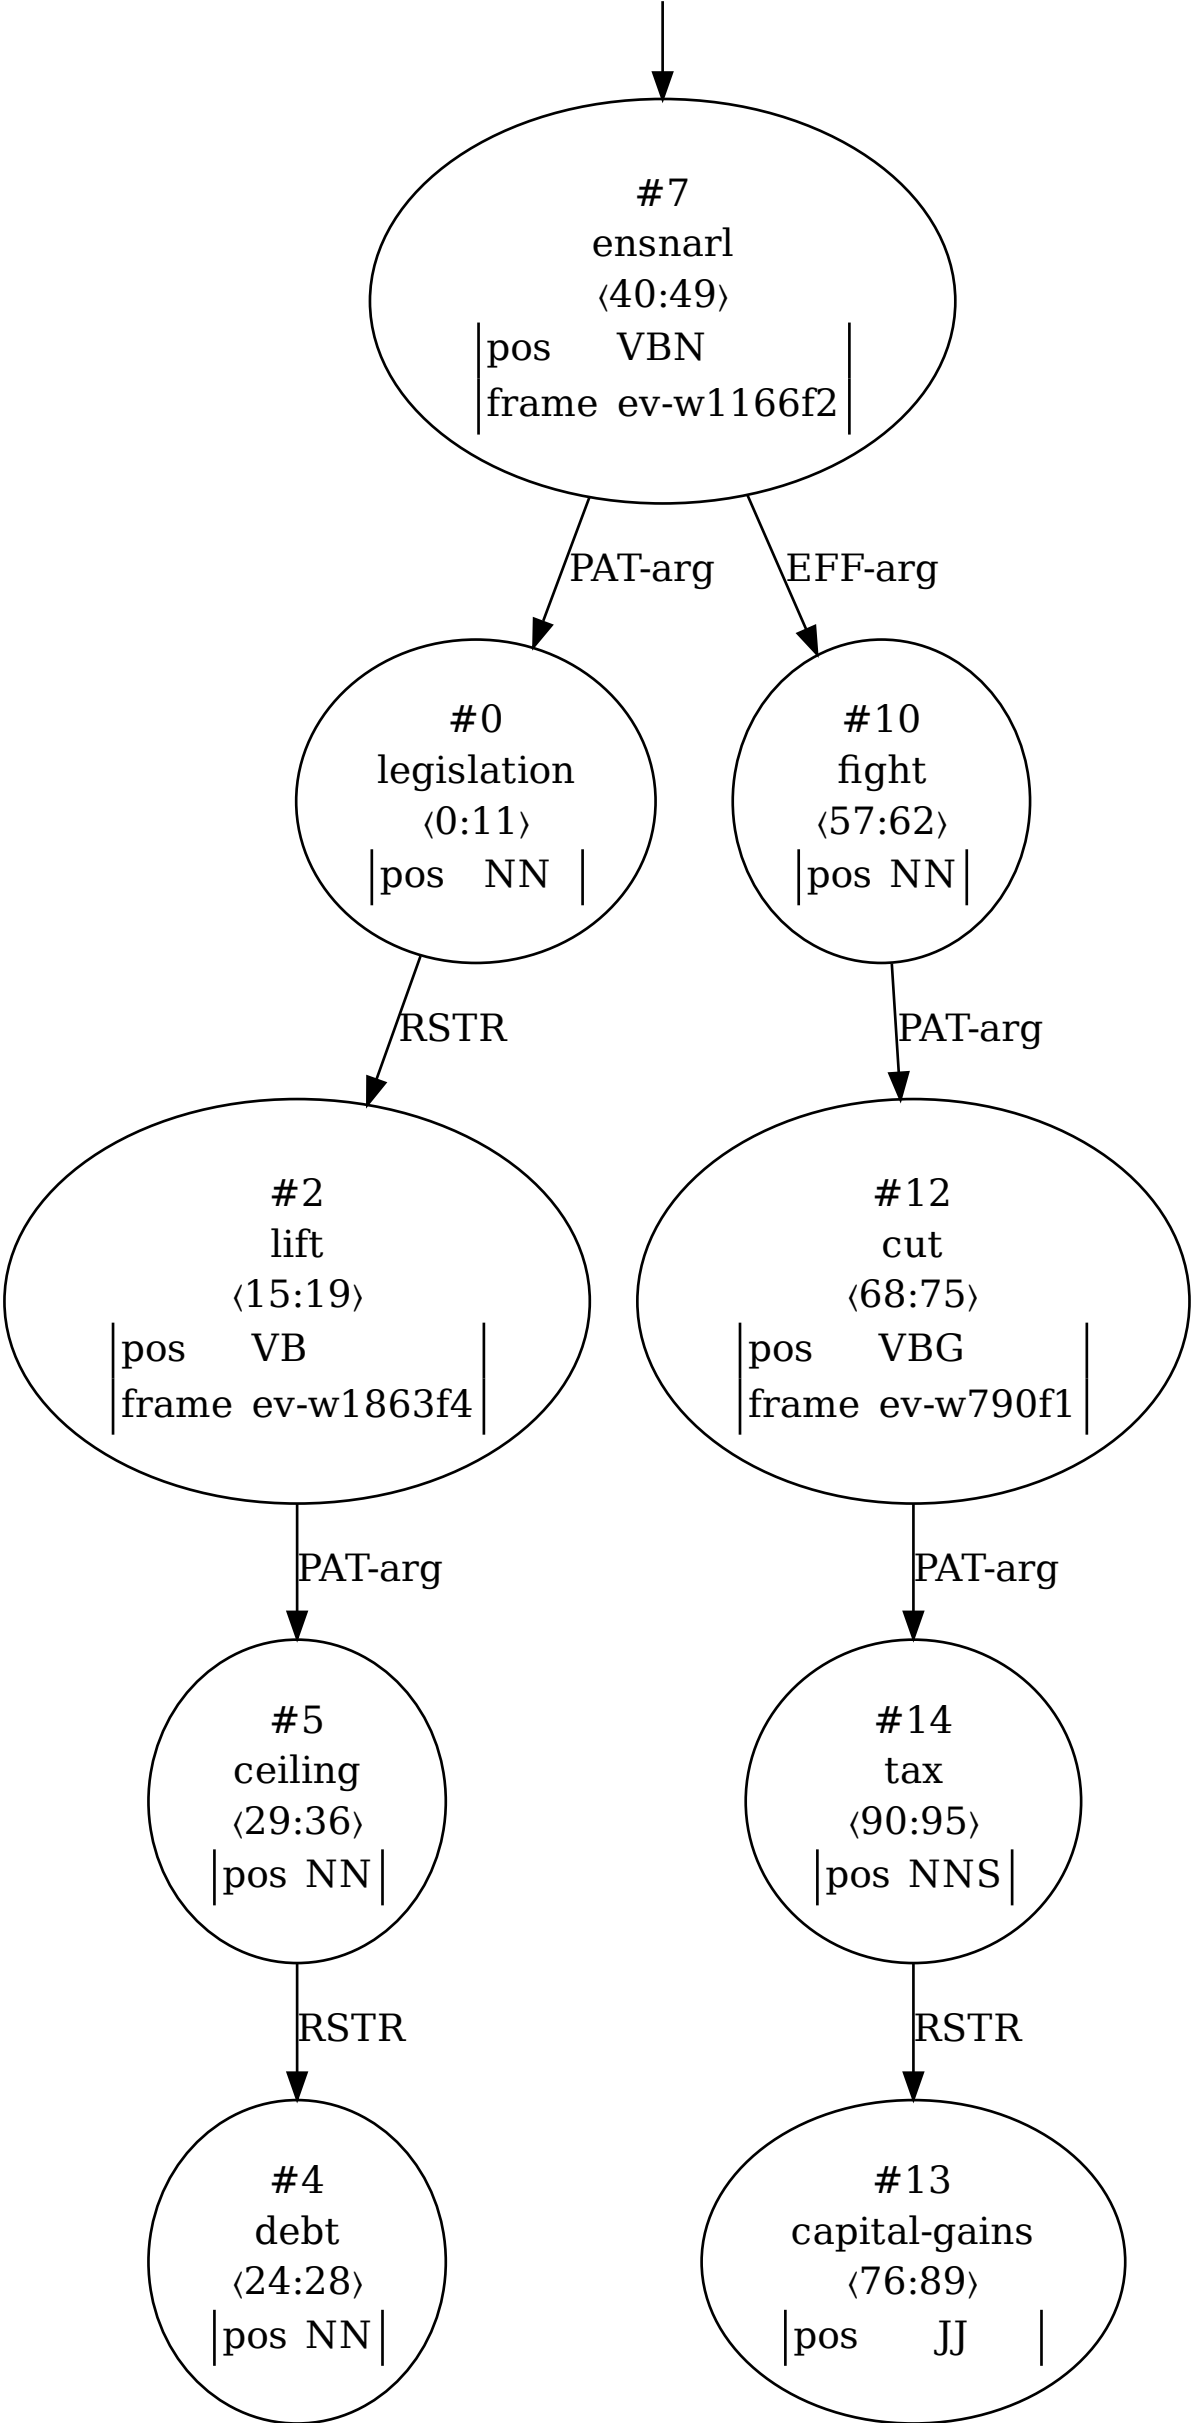 #7
ensnarl
⟨40:49⟩
pos VBN
frame ev-w1166f2
PAT-arg EFF-arg
#0
legislation
⟨0:11⟩
pos NN
#10
fight
⟨57:62⟩
pos NN
RSTR PAT-arg
#2
lift
⟨15:19⟩
pos VB
frame ev-w1863f4
#12
cut
⟨68:75⟩
pos VBG
frame ev-w790f1
PAT-arg PAT-arg
#5
ceiling
⟨29:36⟩
pos NN
#14
tax
⟨90:95⟩
pos NNS
RSTR RSTR
#4
debt
⟨24:28⟩
pos NN
#13
capital-gains
⟨76:89⟩
pos JJ